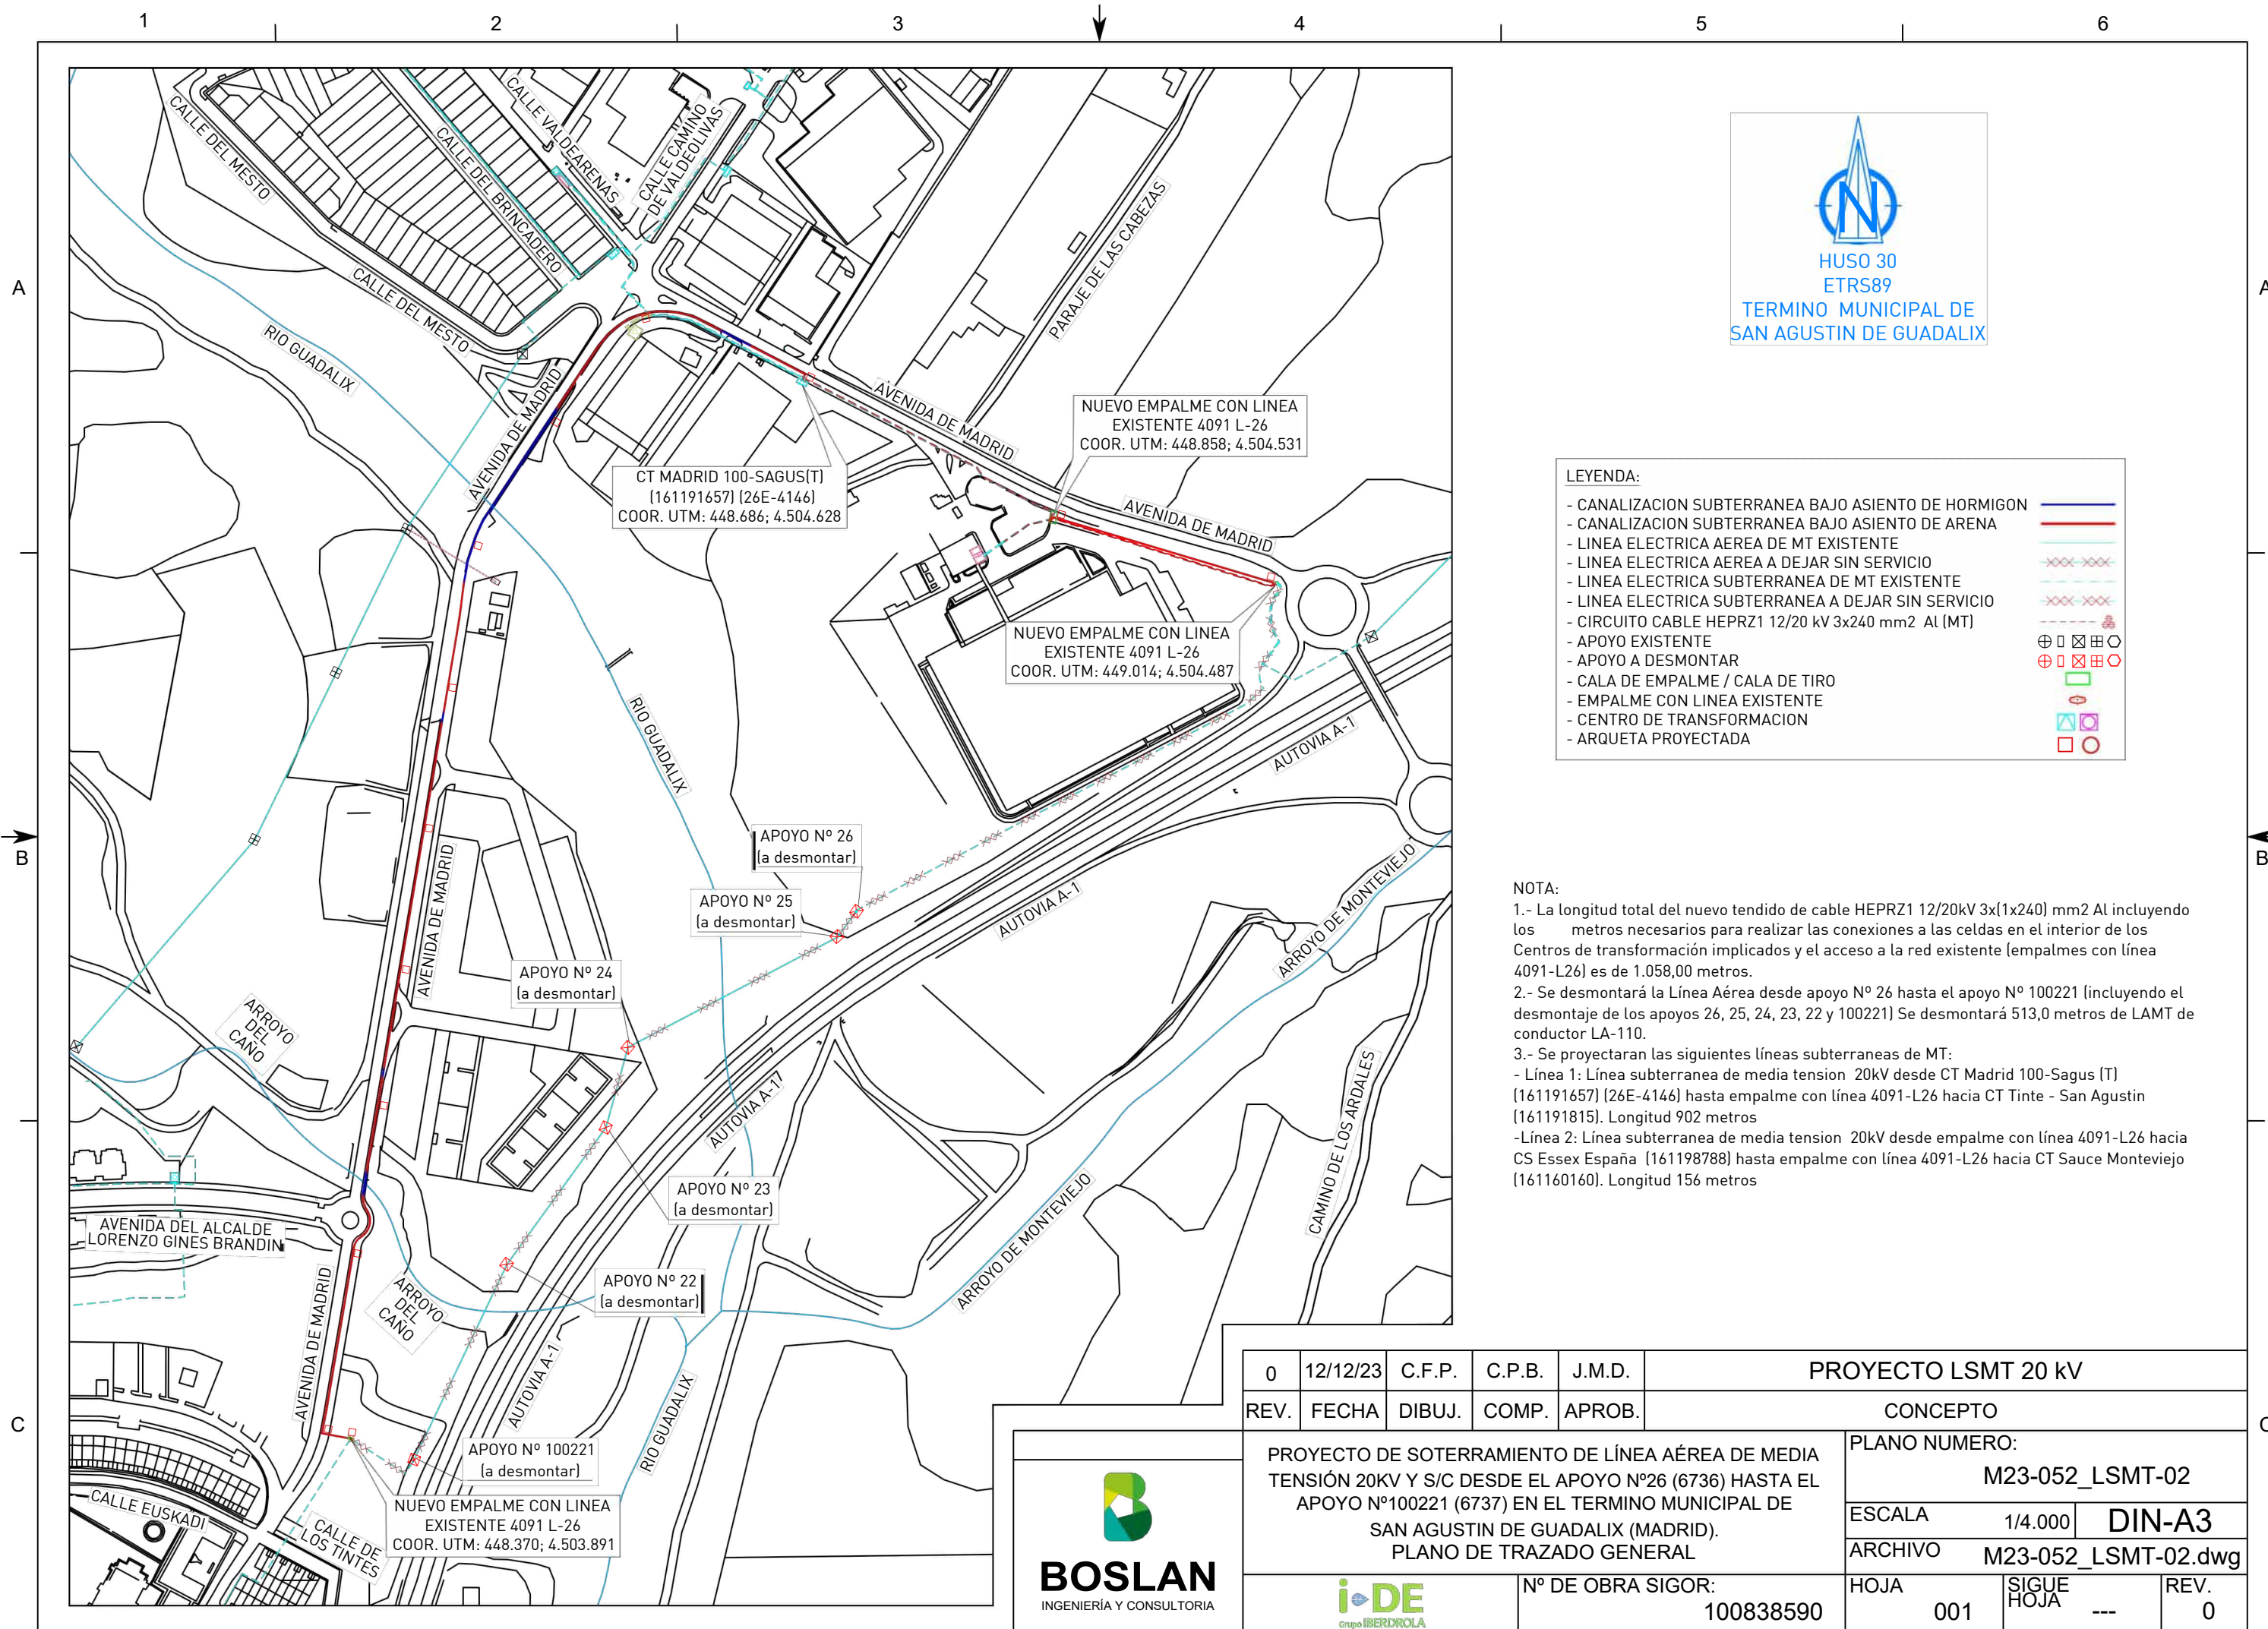 1
2
3
4
5
6
A
A
B
B
C
C
CALLE DEL MESTO
CALLE DEL BRINCADERO
CALLE VALDEARENAS
CALLE CAMINO
DE VALDEOLIVAS
CALLE DEL MESTO
RIO GUADALIX
PARAJE DE LAS CABEZAS
AVENIDA DE MADRID
AVENIDA DE MADRID
AVENIDA DE MADRID
NUEVO EMPALME CON LINEA
EXISTENTE 4091 L-26
COOR. UTM: 448.858; 4.504.531
CT MADRID 100-SAGUS(T)
(161191657) (26E-4146)
COOR. UTM: 448.686; 4.504.628
NUEVO EMPALME CON LINEA
EXISTENTE 4091 L-26
COOR. UTM: 449.014; 4.504.487
RIO GUADALIX
AUTOVIA A-1
APOYO Nº 26
(a desmontar)
APOYO Nº 25
(a desmontar)
AUTOVIA A-1
ARROYO DE MONTEVIEJO
AVENIDA DE MADRID
APOYO Nº 24
(a desmontar)
ARROYO
DEL
CAÑO
AUTOVIA A-17
CAMINO DE LOS ARDALES
APOYO Nº 23
(a desmontar)
ARROYO DE MONTEVIEJO
AVENIDA DEL ALCALDE
LORENZO GINES BRANDIN
APOYO Nº 22
(a desmontar)
ARROYO
DEL
CAÑO
AVENIDA DE MADRID
AUTOVIA A-1
RIO GUADALIX
APOYO Nº 100221
(a desmontar)
NUEVO EMPALME CON LINEA
EXISTENTE 4091 L-26
COOR. UTM: 448.370; 4.503.891
CALLE EUSKADI
CALLE DE
LOS TINTES
N
HUSO 30
ETRS89
TERMINO MUNICIPAL DE
SAN AGUSTIN DE GUADALIX
LEYENDA:
- CANALIZACION SUBTERRANEA BAJO ASIENTO DE HORMIGON
- CANALIZACION SUBTERRANEA BAJO ASIENTO DE ARENA
- LINEA ELECTRICA AEREA DE MT EXISTENTE
- LINEA ELECTRICA AEREA A DEJAR SIN SERVICIO
- LINEA ELECTRICA SUBTERRANEA DE MT EXISTENTE
- LINEA ELECTRICA SUBTERRANEA A DEJAR SIN SERVICIO
- CIRCUITO CABLE HEPRZ1 12/20 kV 3x240 mm2 Al (MT)
- APOYO EXISTENTE
- APOYO A DESMONTAR
- CALA DE EMPALME / CALA DE TIRO
- EMPALME CON LINEA EXISTENTE
- CENTRO DE TRANSFORMACION
- ARQUETA PROYECTADA
NOTA:
1.- La longitud total del nuevo tendido de cable HEPRZ1 12/20kV 3x(1x240) mm2 Al incluyendo
los metros necesarios para realizar las conexiones a las celdas en el interior de los
Centros de transformación implicados y el acceso a la red existente (empalmes con línea
4091-L26) es de 1.058,00 metros.
2.- Se desmontará la Línea Aérea desde apoyo Nº 26 hasta el apoyo Nº 100221 (incluyendo el
desmontaje de los apoyos 26, 25, 24, 23, 22 y 100221) Se desmontará 513,0 metros de LAMT de
conductor LA-110.
3.- Se proyectaran las siguientes líneas subterraneas de MT:
- Línea 1: Línea subterranea de media tension 20kV desde CT Madrid 100-Sagus (T)
(161191657) (26E-4146) hasta empalme con línea 4091-L26 hacia CT Tinte - San Agustin
(161191815). Longitud 902 metros
-Línea 2: Línea subterranea de media tension 20kV desde empalme con línea 4091-L26 hacia
CS Essex España (161198788) hasta empalme con línea 4091-L26 hacia CT Sauce Monteviejo
(161160160). Longitud 156 metros
0 12/12/23 C.F.P. C.P.B. J.M.D. PROYECTO LSMT 20 kV
REV. FECHA DIBUJ. COMP. APROB. CONCEPTO
BOSLAN
INGENIERÍA Y CONSULTORIA
PROYECTO DE SOTERRAMIENTO DE LÍNEA AÉREA DE MEDIA
TENSIÓN 20KV Y S/C DESDE EL APOYO Nº26 (6736) HASTA EL
APOYO Nº100221 (6737) EN EL TERMINO MUNICIPAL DE
SAN AGUSTIN DE GUADALIX (MADRID).
PLANO DE TRAZADO GENERAL
PLANO NUMERO:
M23-052_LSMT-02
ESCALA 1/4.000 DIN-A3
ARCHIVO M23-052_LSMT-02.dwg
i-DE
Grupo IBERDROLA
Nº DE OBRA SIGOR:
100838590
HOJA
001
SIGUE
HOJA
---
REV.
0